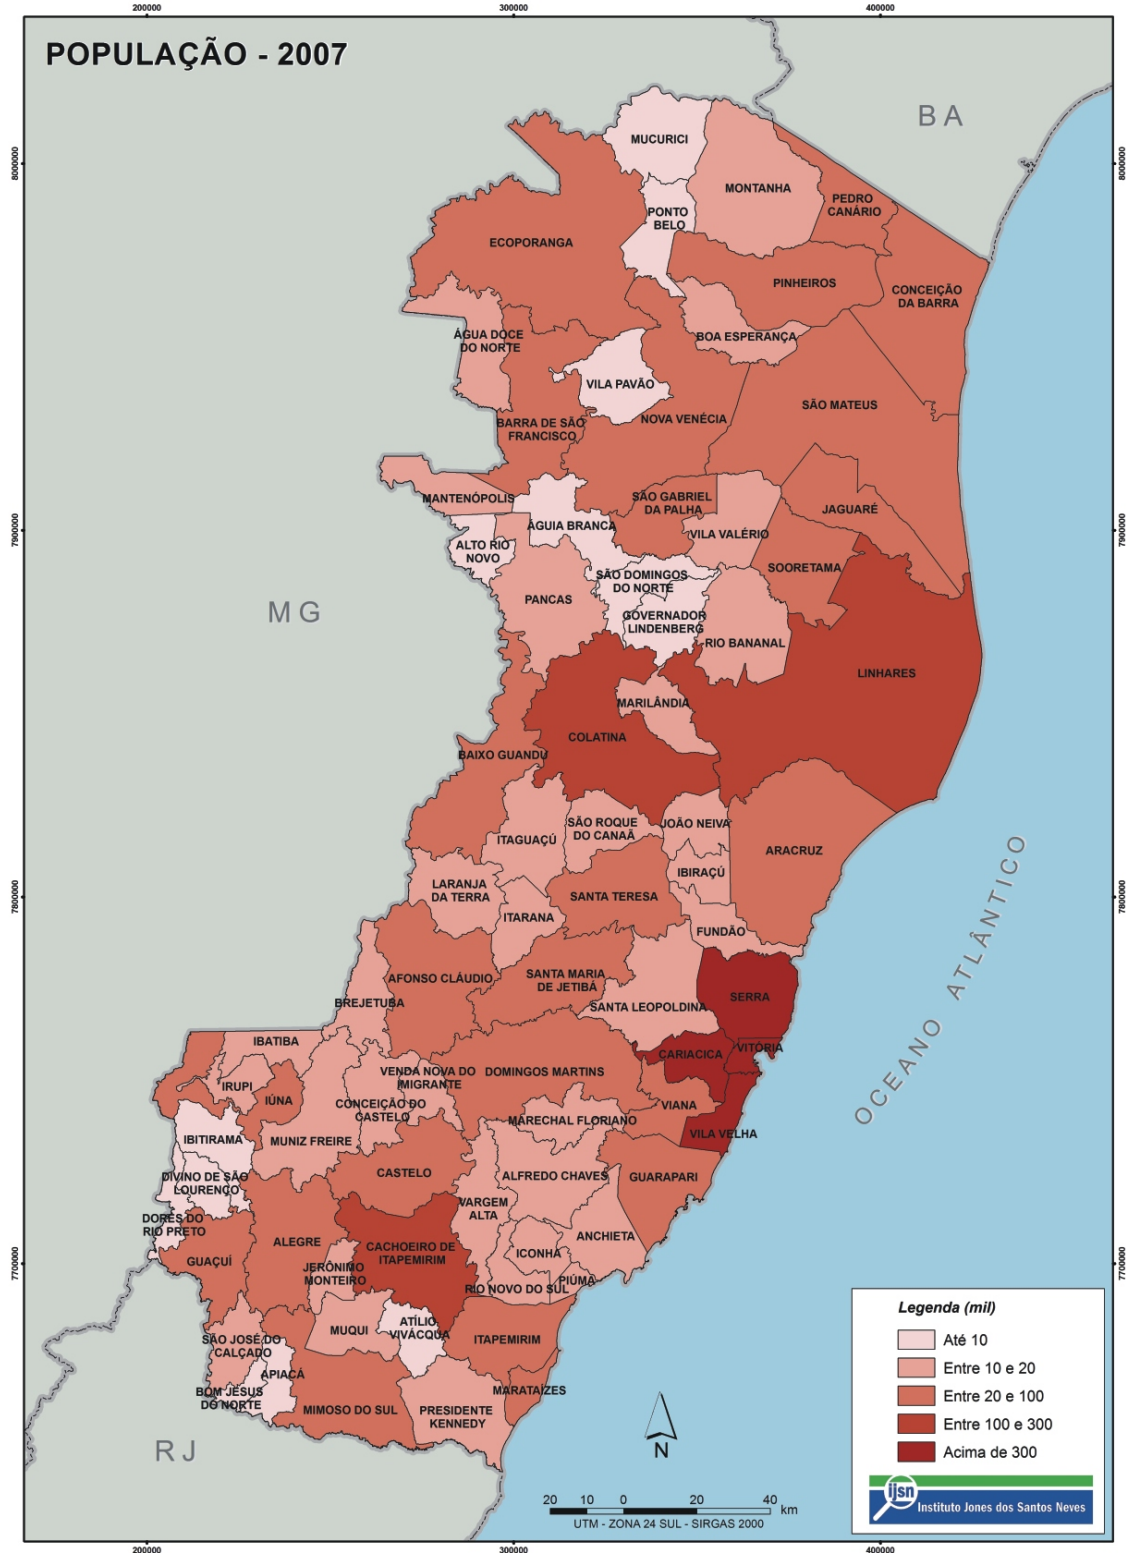 200000
300000
400000
POPULAÇÃO - 2007
BA
8000000
8000000
MUCURICI
MONTANHA
PEDRO
CANÁRIO
PONTO
BELO
ECOPORANGA
PINHEIROS
CONCEIÇÃO
DA BARRA
ÁGUA DOCE
DO NORTE
BOA ESPERANÇA
VILA PAVÃO
SÃO MATEUS
NOVA VENÉCIA
BARRA DE SÃO
FRANCISCO
MANTENÓPOLIS
SÃO GABRIEL
DA PALHA
JAGUARÉ
7900000
7900000
ÁGUIA BRANCA
VILA VALÉRIO
ALTO RIO
NOVO
SOORETAMA
SÃO DOMINGOS
DO NORTE
PANCAS
MG
GOVERNADOR
LINDENBERG
RIO BANANAL
LINHARES
MARILÂNDIA
COLATINA
BAIXO GUANDU
SÃO ROQUE
DO CANAÃ
JOÃO NEIVA
ITAGUAÇÚ
ARACRUZ
IBIRAÇÚ
LARANJA
DA TERRA
SANTA TERESA
7800000
7800000
ITARANA
FUNDÃO
OCEANO ATLÂNTICO
AFONSO CLÁUDIO
SANTA MARIA
DE JETIBÁ
SERRA
BREJETUBA
SANTA LEOPOLDINA
IBATIBA
VITÓRIA
CARIACICA
VENDA NOVA DO
IMIGRANTE
DOMINGOS MARTINS
IRUPI
IÚNA
CONCEIÇÃO DO
CASTELO
VIANA
MARECHAL FLORIANO
VILA VELHA
IBITIRAMA
MUNIZ FREIRE
CASTELO
ALFREDO CHAVES
GUARAPARI
DIVINO DE SÃO
LOURENÇO
VARGEM
ALTA
DORES DO
RIO PRETO
ANCHIETA
ALEGRE
CACHOEIRO DE
ITAPEMIRIM
ICONHA
GUAÇUÍ
7700000
7700000
JERÔNIMO
MONTEIRO
PIÚMA
RIO NOVO DO SUL
ATÍLIO
VIVÁCQUA
MUQUI
ITAPEMIRIM
SÃO JOSÉ DO
CALÇADO
APIACÁ
BOM JESUS
DO NORTE
MARATAÍZES
MIMOSO DO SUL
PRESIDENTE
KENNEDY
RJ
N
20 10 0 20 40 km
UTM - ZONA 24 SUL - SIRGAS 2000
Legenda (mil)
Até 10
Entre 10 e 20
Entre 20 e 100
Entre 100 e 300
Acima de 300
ijsn
Instituto Jones dos Santos Neves
200000
300000
400000